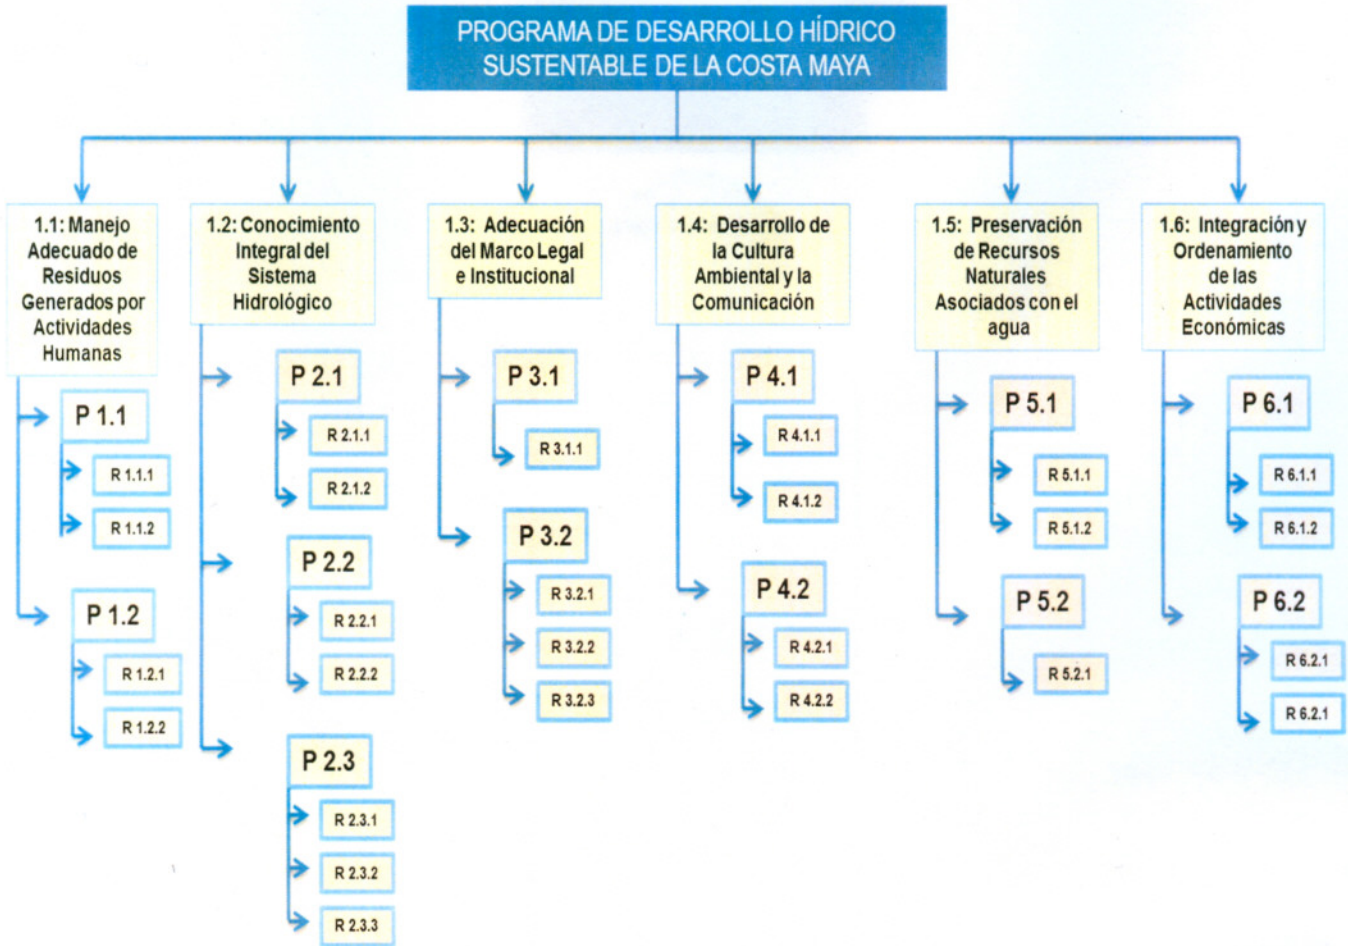 PROGRAMA DE DESARROLLO HÍDRICO
SUSTENTABLE DE LA COSTA MAYA
1.1: Manejo
Adecuado de
Residuos
Generados por
Actividades
Humanas
P 1.1
R 1.1.1
R 1.1.2
P 1.2
R 1.2.1
R 1.2.2
1.2: Conocimiento
Integral del
Sistema
Hidrológico
P 2.1
R 2.1.1
R 2.1.2
P 2.2
R 2.2.1
R 2.2.2
P 2.3
R 2.3.1
R 2.3.2
R 2.3.3
1.3: Adecuación
del Marco Legal
e Institucional
P 3.1
R 3.1.1
P 3.2
R 3.2.1
R 3.2.2
R 3.2.3
1.4: Desarrollo de
la Cultura
Ambiental y la
Comunicación
P 4.1
R 4.1.1
R 4.1.2
P 4.2
R 4.2.1
R 4.2.2
1.5: Preservación
de Recursos
Naturales
Asociados con el
agua
P 5.1
R 5.1.1
R 5.1.2
P 5.2
R 5.2.1
1.6: Integración y
Ordenamiento
de las
Actividades
Económicas
P 6.1
R 6.1.1
R 6.1.2
P 6.2
R 6.2.1
R 6.2.1